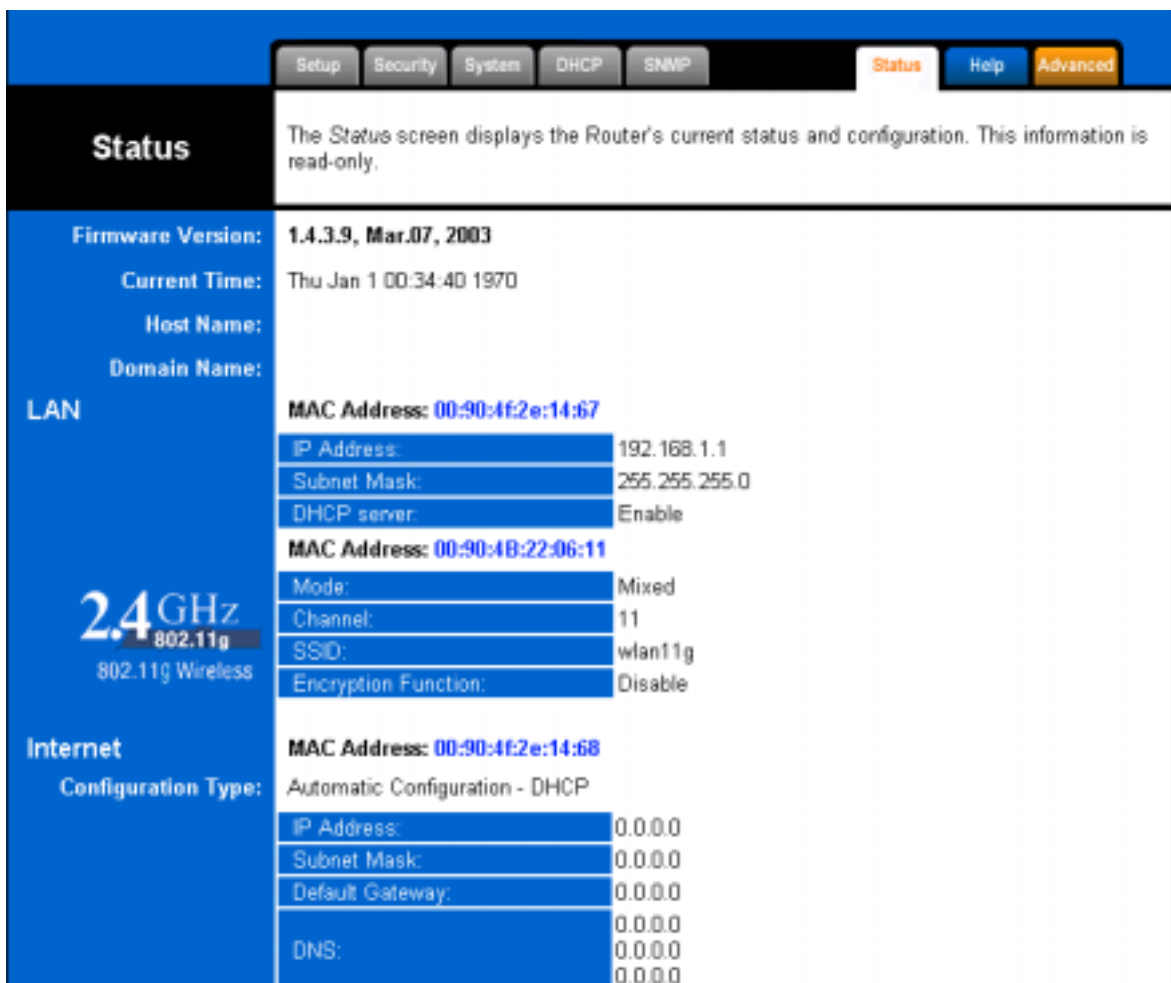 Setup Security System DHCP SNMP Status Help Advanced
Status
The Status screen displays the Router's current status and configuration. This information is
read-only.
Firmware Version: 1.4.3.9, Mar.07, 2003
Current Time: Thu Jan 1 00:34:40 1970
Host Name:
Domain Name:
LAN MAC Address: 00:90:4f:2e:14:67
IP Address: 192.168.1.1
Subnet Mask: 255.255.255.0
DHCP server: Enable
MAC Address: 00:90:4B:22:06:11
Mode: Mixed
Channel: 11
SSID: wlan11g
Encryption Function: Disable
2.4 GHz
802.11g
802.11g Wireless
Internet MAC Address: 00:90:4f:2e:14:68
Configuration Type: Automatic Configuration - DHCP
IP Address: 0.0.0.0
Subnet Mask: 0.0.0.0
Default Gateway: 0.0.0.0
DNS: 0.0.0.0
0.0.0.0
0.0.0.0